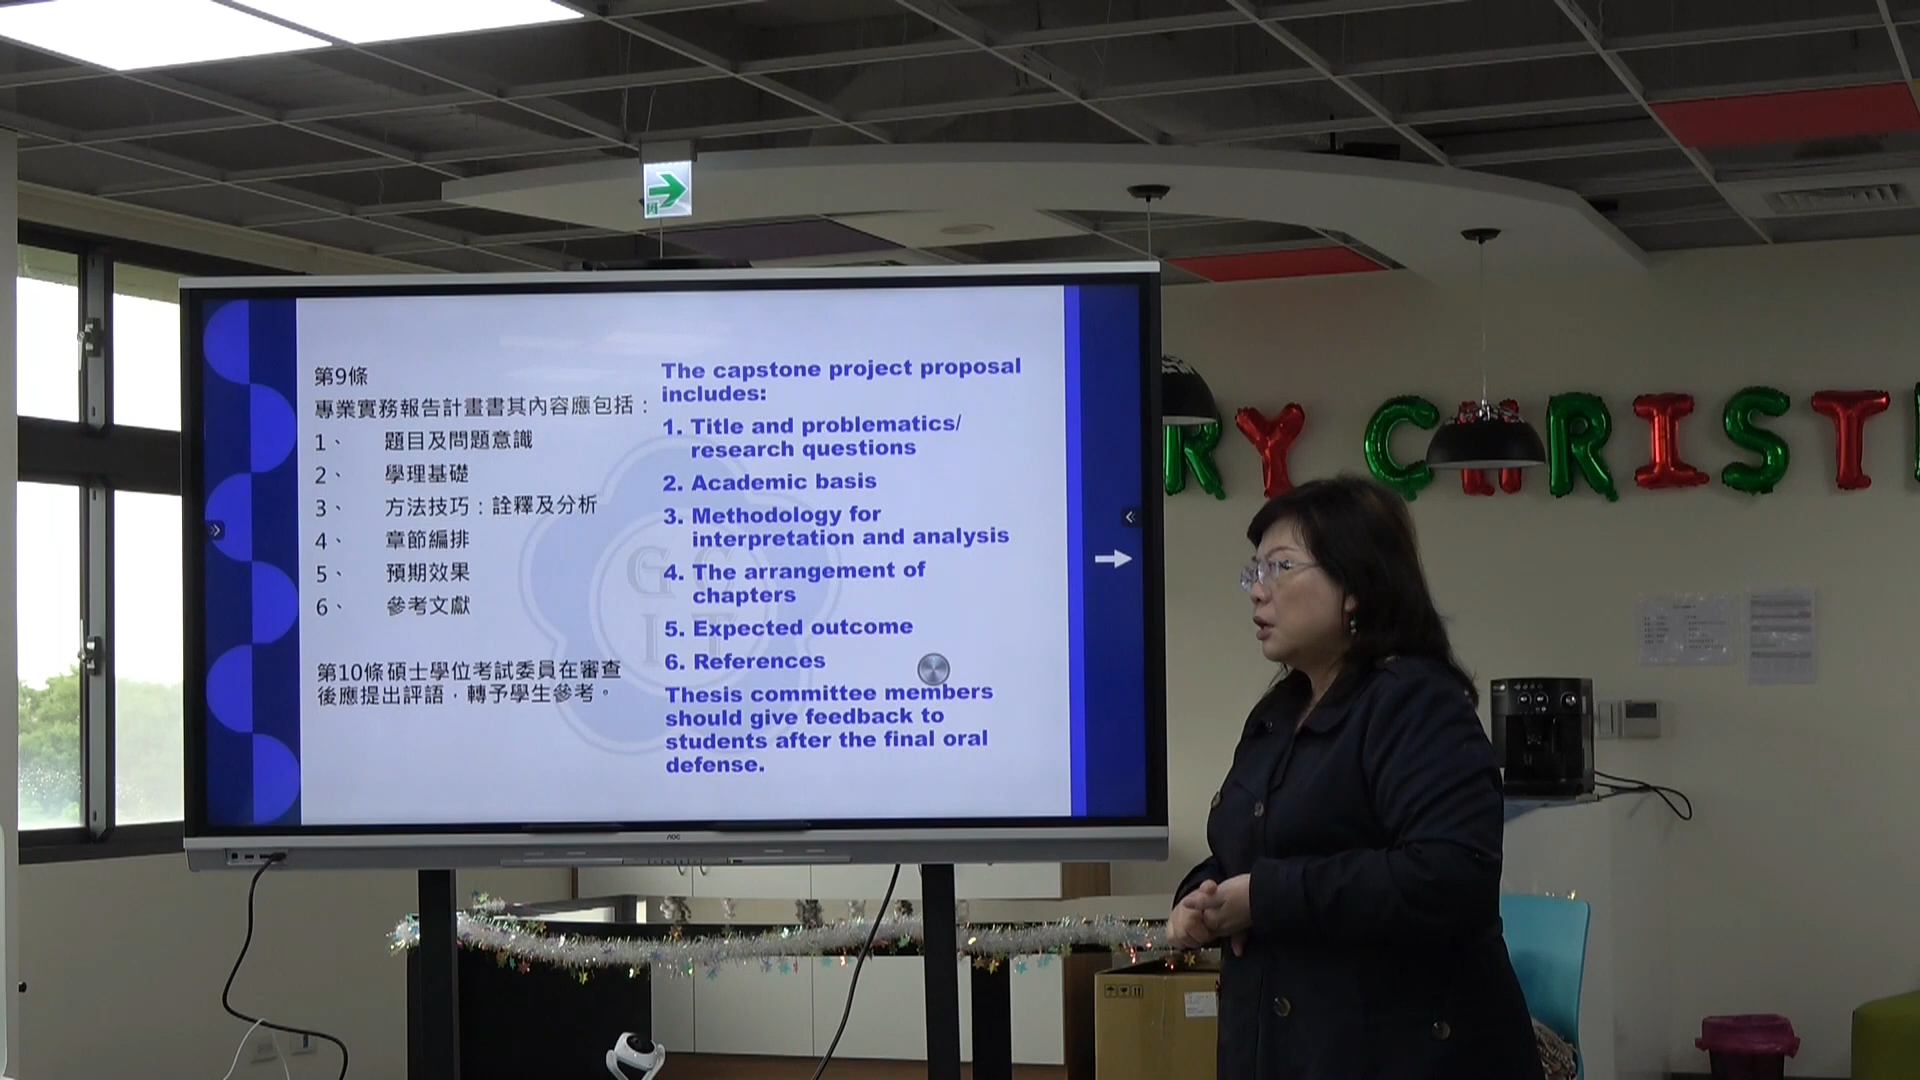 第9條
專業實務報告計畫書其內容應包括：
1、 題目及問題意識
2、 學理基礎
3、 方法技巧：詮釋及分析
4、 章節編排
5、 預期效果
6、 參考文獻
第10條碩士學位考試委員在審查
後應提出評語，轉予學生參考。
The capstone project proposal
includes:
1. Title and problematics/
research questions
2. Academic basis
3. Methodology for
interpretation and analysis
4. The arrangement of
chapters
5. Expected outcome
6. References
Thesis committee members
should give feedback to
students after the final oral
defense.
AOC
RY CHRIST